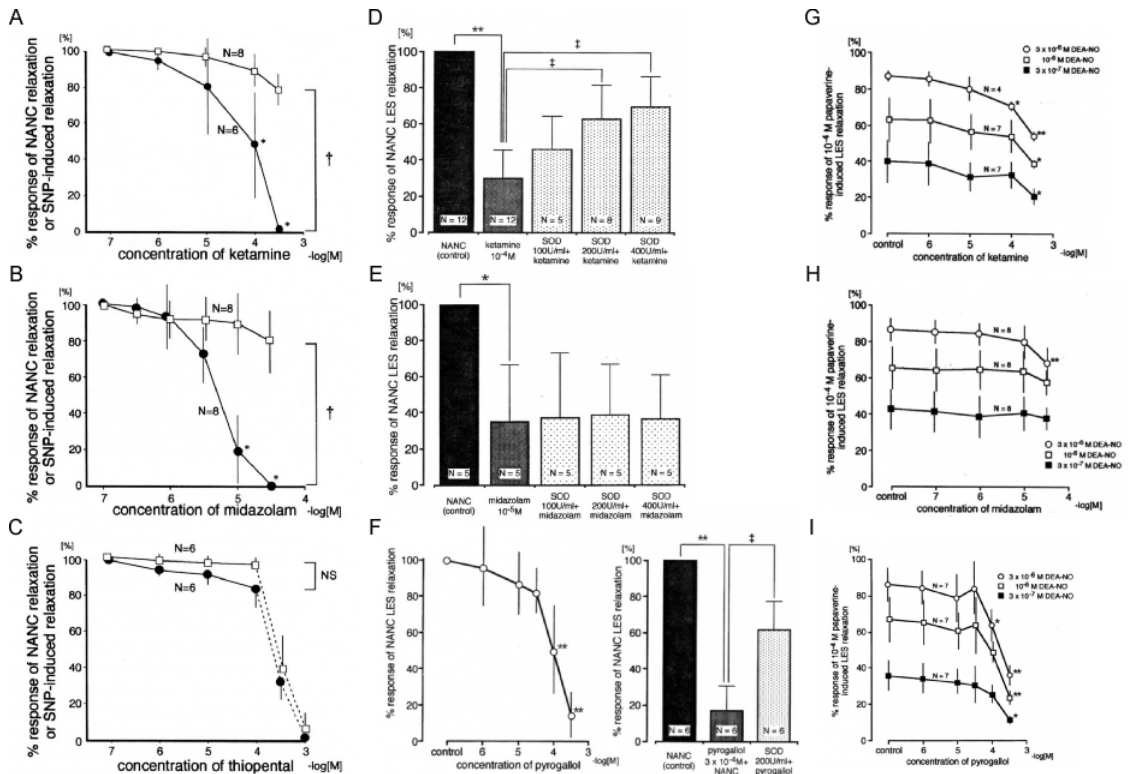 A
[%]
100
80
60
40
20
0
N=8
N=6
*
*
†
7
6
5
4
3
concentration of ketamine
-log[M]
% response of NANC relaxation
or SNP-induced relaxation
B
[%]
100
80
60
40
20
0
N=8
N=8
*
*
†
7
6
5
4
concentration of midazolam
-log[M]
% response of NANC relaxation
or SNP-induced relaxation
C
[%]
100
80
60
40
20
0
N=6
N=6
NS
7
6
5
4
3
concentration of thiopental
-log[M]
% response of NANC relaxation
or SNP-induced relaxation
D
[%]
100
80
60
40
20
0
**
‡
‡
N = 12
N = 12
N = 5
N = 8
N = 9
NANC
(control)
ketamine
10⁻⁴M
SOD
100U/ml+
ketamine
SOD
200U/ml+
ketamine
SOD
400U/ml+
ketamine
% response of NANC LES relaxation
E
[%]
100
80
60
40
20
0
*
N = 5
N = 5
N = 5
N = 5
N = 5
NANC
(control)
midazolam
10⁻⁵M
SOD
100U/ml+
midazolam
SOD
200U/ml+
midazolam
SOD
400U/ml+
midazolam
% response of NANC LES relaxation
F
[%]
100
80
60
40
20
0
**
**
control
6
5
4
3
-log[M]
concentration of pyrogallol
% response of NANC LES relaxation
[%]
100
80
60
40
20
0
**
‡
N = 6
N = 6
N = 6
NANC
(control)
pyrogallol
3 x 10⁻⁴M+
NANC
SOD
200U/ml+
pyrogallol
% response of NANC LES relaxation
G
[%]
100
80
60
40
20
0
3 x 10⁻⁶ M DEA-NO
10⁻⁶ M DEA-NO
3 x 10⁻⁷ M DEA-NO
N = 4
N = 7
N = 7
*
**
*
*
control
6
5
4
3
concentration of ketamine
-log[M]
% response of 10⁻⁴ M papaverine-
induced LES relaxation
H
[%]
100
80
60
40
20
0
N = 8
N = 8
N = 8
**
3 x 10⁻⁶ M DEA-NO
10⁻⁶ M DEA-NO
3 x 10⁻⁷ M DEA-NO
control
7
6
5
4
concentration of midazolam
-log[M]
% response of 10⁻⁴ M papaverine-
induced LES relaxation
I
[%]
100
80
60
40
20
0
3 x 10⁻⁶ M DEA-NO
10⁻⁶ M DEA-NO
3 x 10⁻⁷ M DEA-NO
N = 7
N = 7
N = 7
*
**
**
*
control
6
5
4
3
-log[M]
concentration of pyrogallol
% response of 10⁻⁴ M papaverine-
induced LES relaxation